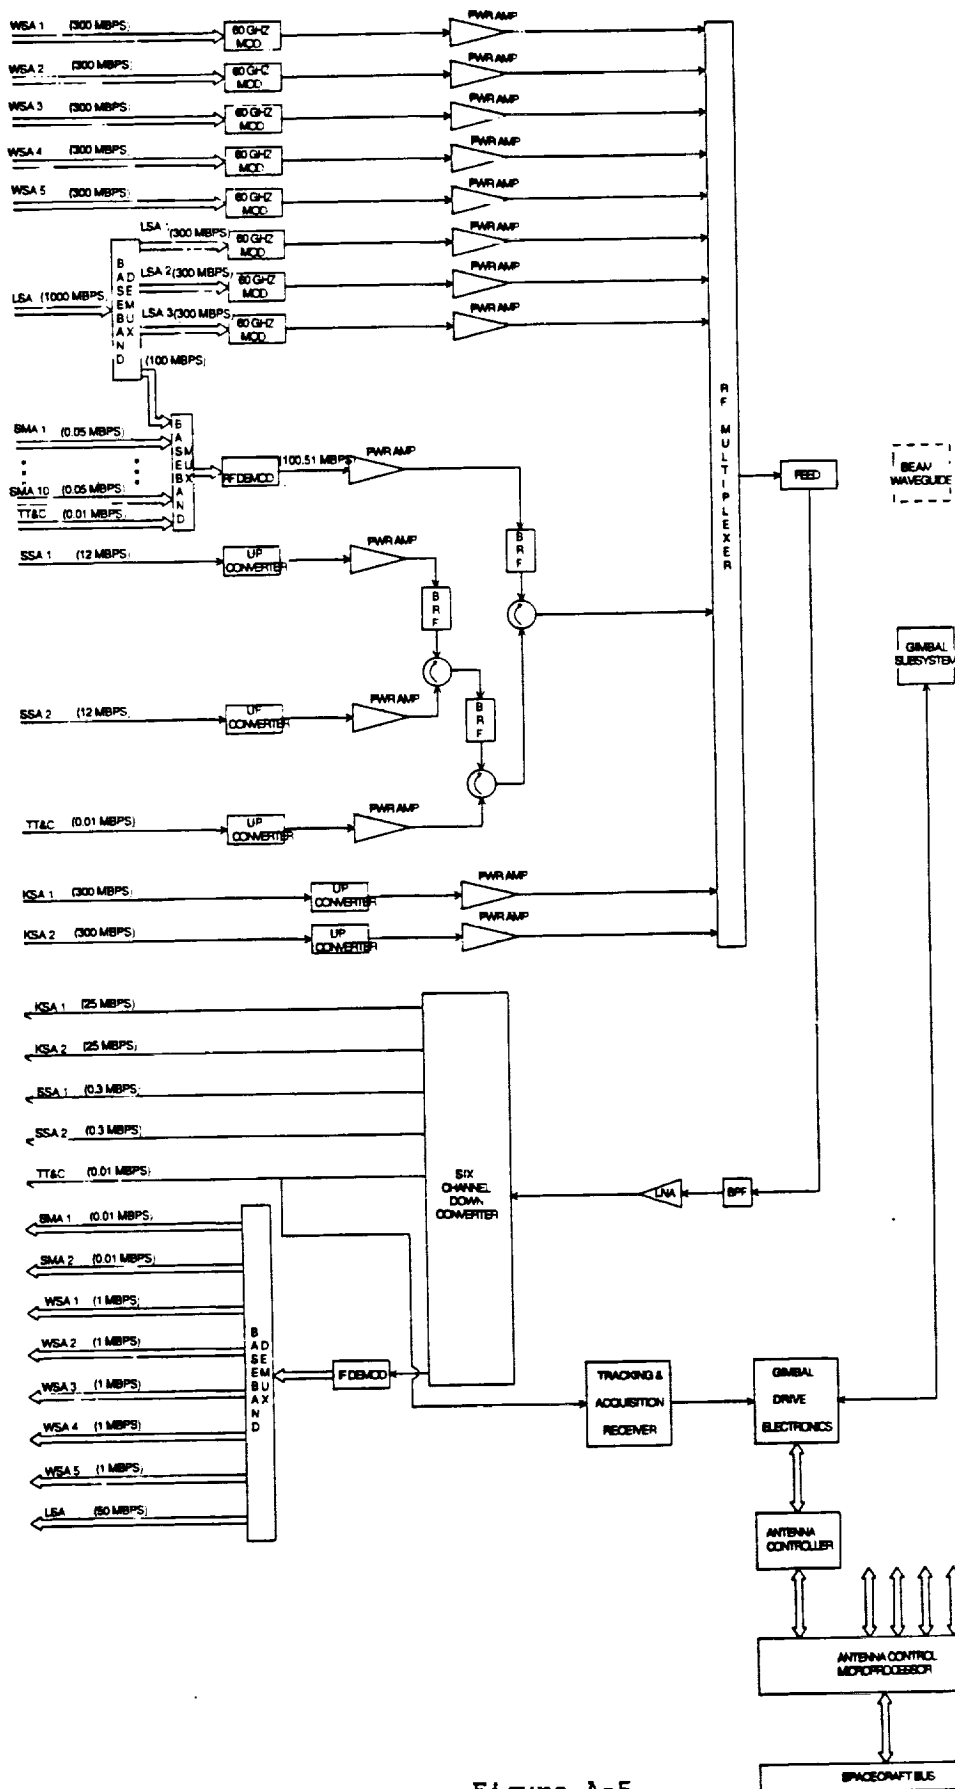 WSA 1 (300 MBPS)
60 GHZ
MOD
PWR AMP
WSA 2 (300 MBPS)
60 GHZ
MOD
PWR AMP
WSA 3 (300 MBPS)
60 GHZ
MOD
PWR AMP
WSA 4 (300 MBPS)
60 GHZ
MOD
PWR AMP
WSA 5 (300 MBPS)
60 GHZ
MOD
PWR AMP
LSA (1000 MBPS)
BASEBAND
DEMUX
LSA 1 (300 MBPS)
60 GHZ
MOD
PWR AMP
LSA 2 (300 MBPS)
60 GHZ
MOD
PWR AMP
LSA 3 (300 MBPS)
60 GHZ
MOD
PWR AMP
(100 MBPS)
SMA 1 (0.05 MBPS)
SMA 10 (0.05 MBPS)
TT&C (0.01 MBPS)
BASEBAND
MUX
RF DEMOD
(100.51 MBPS)
PWR AMP
BRF
SSA 1 (12 MBPS)
UP
CONVERTER
PWR AMP
BRF
SSA 2 (12 MBPS)
UP
CONVERTER
PWR AMP
BRF
TT&C (0.01 MBPS)
UP
CONVERTER
PWR AMP
KSA 1 (300 MBPS)
UP
CONVERTER
PWR AMP
KSA 2 (300 MBPS)
UP
CONVERTER
PWR AMP
RF MULTIPLEXER
FEED
BEAM
WAVEGUIDE
GIMBAL
SUBSYSTEM
KSA 1 (25 MBPS)
KSA 2 (25 MBPS)
SSA 1 (0.3 MBPS)
SSA 2 (0.3 MBPS)
TT&C (0.01 MBPS)
SIX
CHANNEL
DOWN
CONVERTER
LNA
BPF
SMA 1 (0.01 MBPS)
SMA 2 (0.01 MBPS)
WSA 1 (1 MBPS)
WSA 2 (1 MBPS)
WSA 3 (1 MBPS)
WSA 4 (1 MBPS)
WSA 5 (1 MBPS)
LSA (50 MBPS)
BASEBAND
DEMUX
IF DEMOD
TRACKING &
ACQUISITION
RECEIVER
GIMBAL
DRIVE
ELECTRONICS
ANTENNA
CONTROLLER
ANTENNA CONTROL
MICROPROCESSOR
SPACECRAFT BUS
Figure A-5